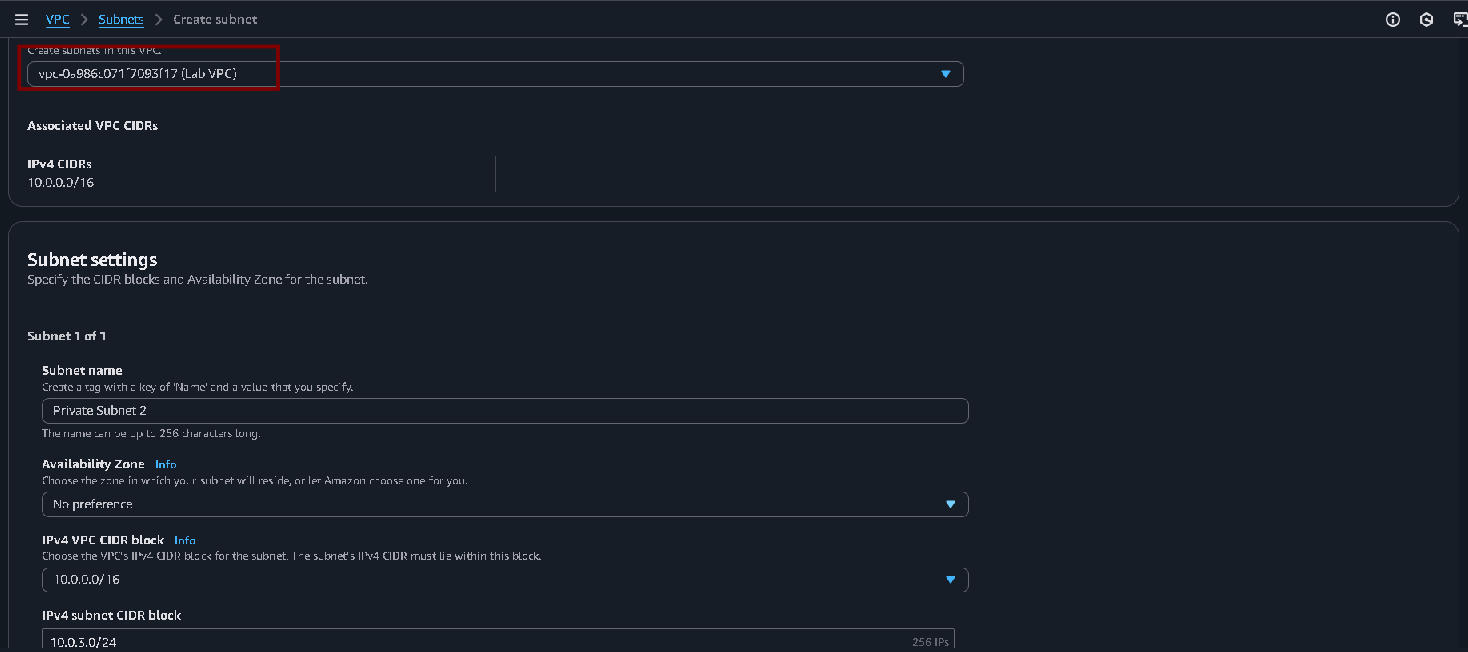 VPC > Subnets > Create subnet
Create subnets in this VPC.
vpc-0a986c071f7093f17 (Lab VPC)
Associated VPC CIDRs
IPv4 CIDRs
10.0.0.0/16
Subnet settings
Specify the CIDR blocks and Availability Zone for the subnet.
Subnet 1 of 1
Subnet name
Create a tag with a key of 'Name' and a value that you specify.
Private Subnet 2
The name can be up to 256 characters long.
Availability Zone Info
Choose the zone in which your subnet will reside, or let Amazon choose one for you.
No preference
IPv4 VPC CIDR block Info
Choose the VPC's IPv4 CIDR block for the subnet. The subnet's IPv4 CIDR must lie within this block.
10.0.0.0/16
IPv4 subnet CIDR block
10.0.3.0/24 256 IPs